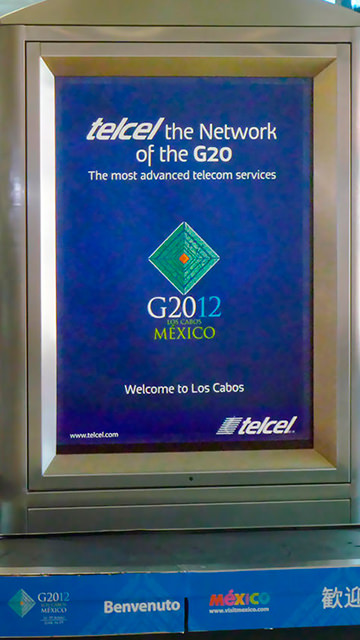 telcel the Network
of the G20
The most advanced telecom services
G2012
LOS CABOS
MÉXICO
Welcome to Los Cabos
www.telcel.com
telcel
G2012
LOS CABOS
MÉXICO
Benvenuto
MÉXICO
www.visitmexico.com
歓迎